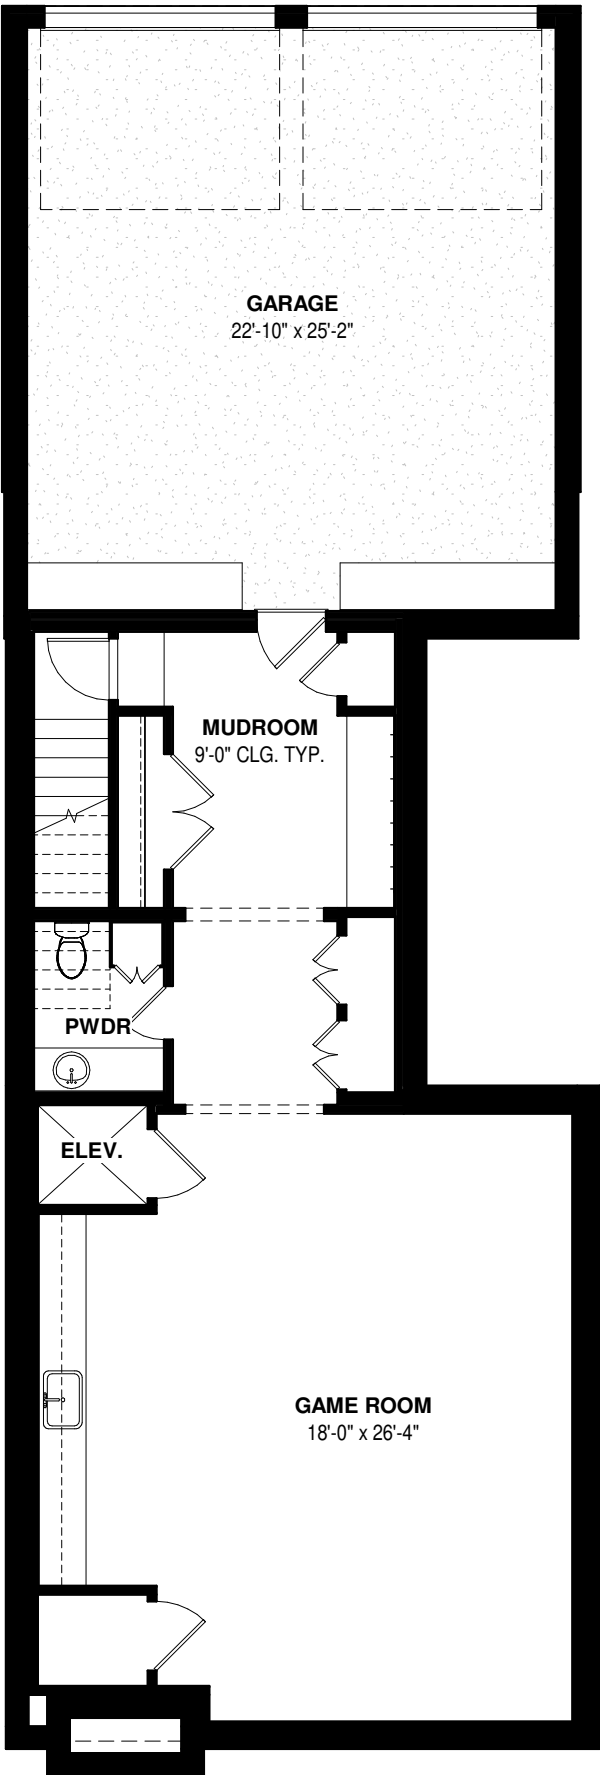 GARAGE
22'-10" x 25'-2"
MUDROOM
9'-0" CLG. TYP.
PWDR
ELEV.
GAME ROOM
18'-0" x 26'-4"